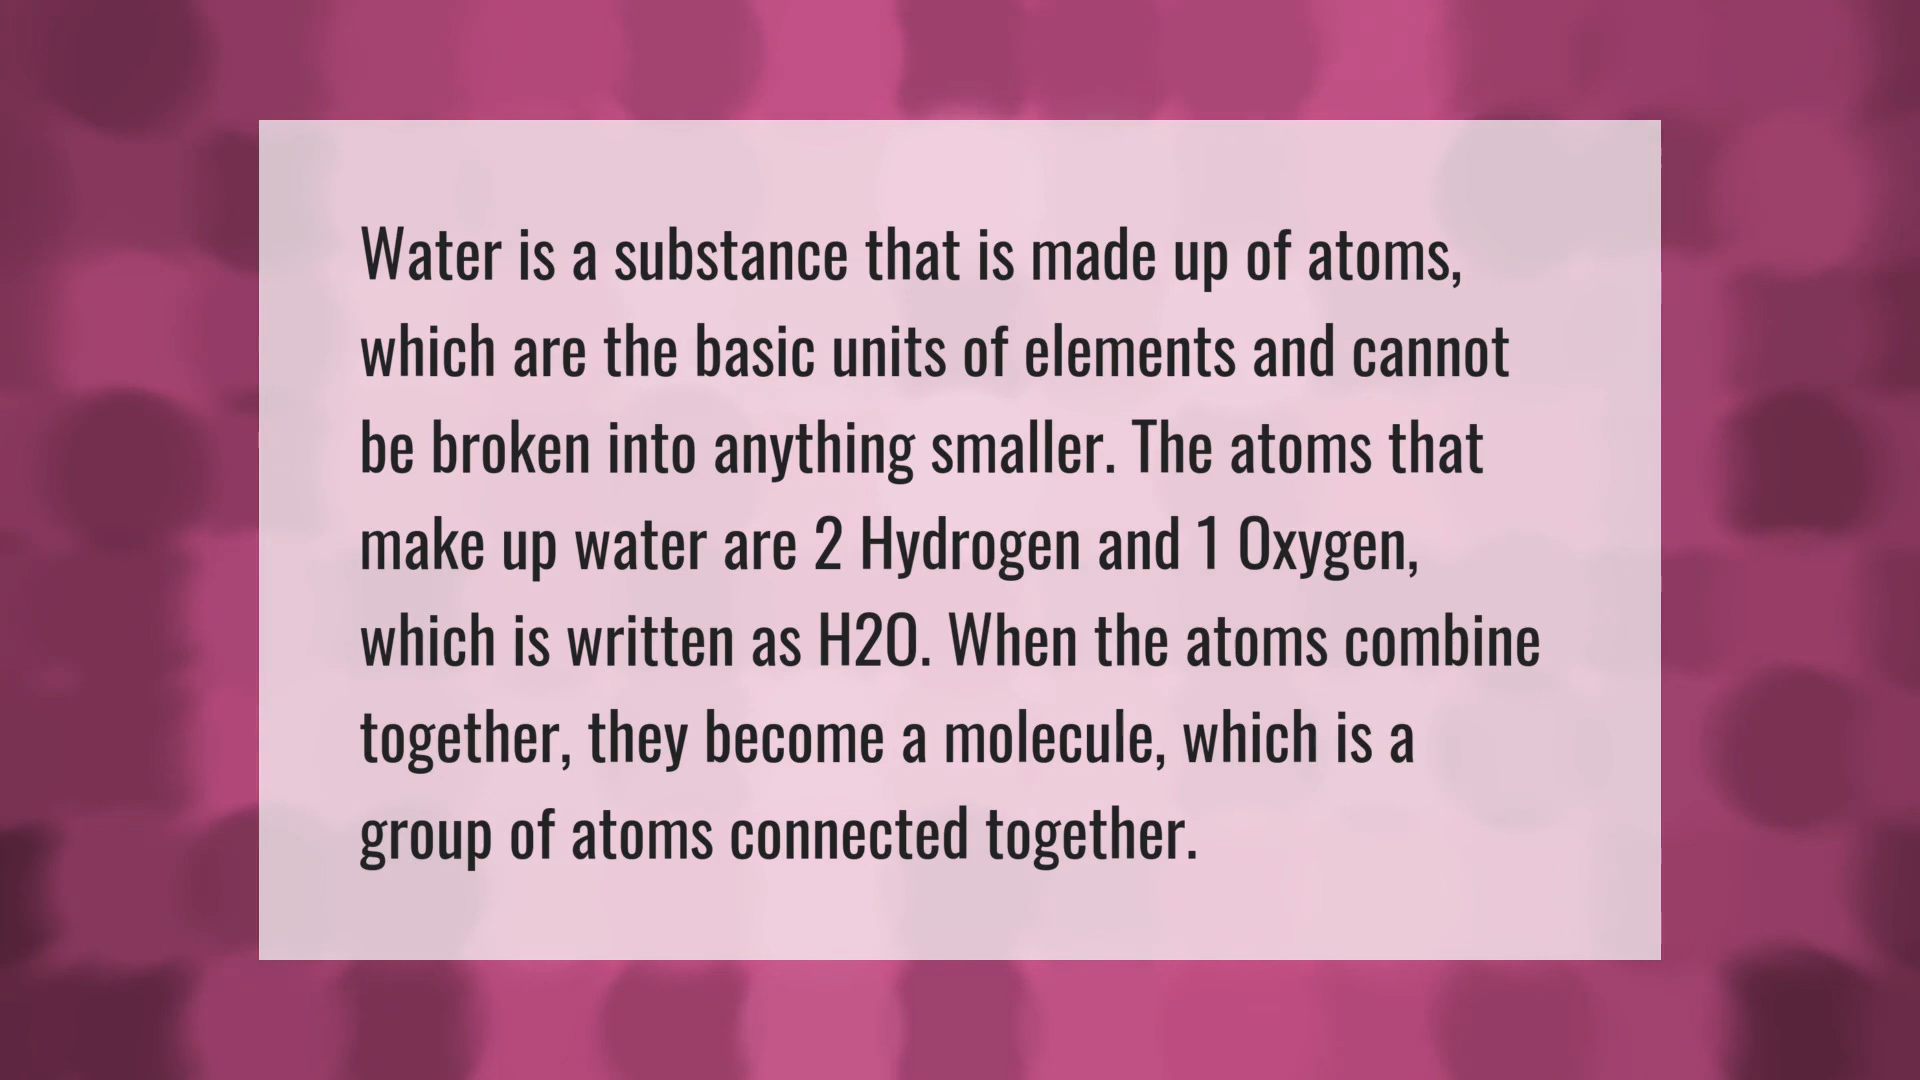 Water is a substance that is made up of atoms,
which are the basic units of elements and cannot
be broken into anything smaller. The atoms that
make up water are 2 Hydrogen and 1 Oxygen,
which is written as H2O. When the atoms combine
together, they become a molecule, which is a
group of atoms connected together.